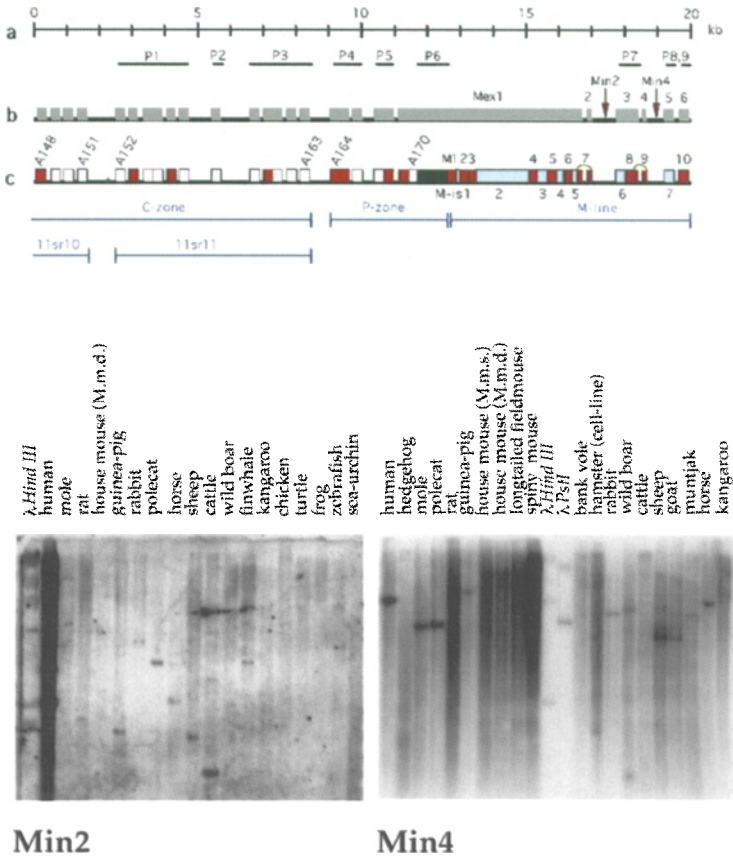 a 0 5 10 15 20 kb
P1 P2 P3 P4 P5 P6 P7 P8,9
Min2 Min4
b Mex1 2 3 4 5 6
A148 A151 A152 A163 A164 A170
c M1 2 3 4 5 6 7 8 9 10
M-is1 2 3 4 5 6 7
C-zone P-zone M-line
11sr10 11sr11
λHind III
human
mole
rat
house mouse (M.m.d.)
guinea-pig
rabbit
polecat
horse
sheep
cattle
wild boar
finwhale
kangaroo
chicken
turtle
frog
zebrafish
sea-urchin
human
hedgehog
mole
polecat
rat
guinea-pig
house mouse (M.m.s.)
house mouse (M.m.d.)
longtailed fieldmouse
spiny mouse
λHind III
λPstI
bank vole
hamster (cell-line)
rabbit
wild boar
cattle
sheep
goat
muntjak
horse
kangaroo
Min2
Min4